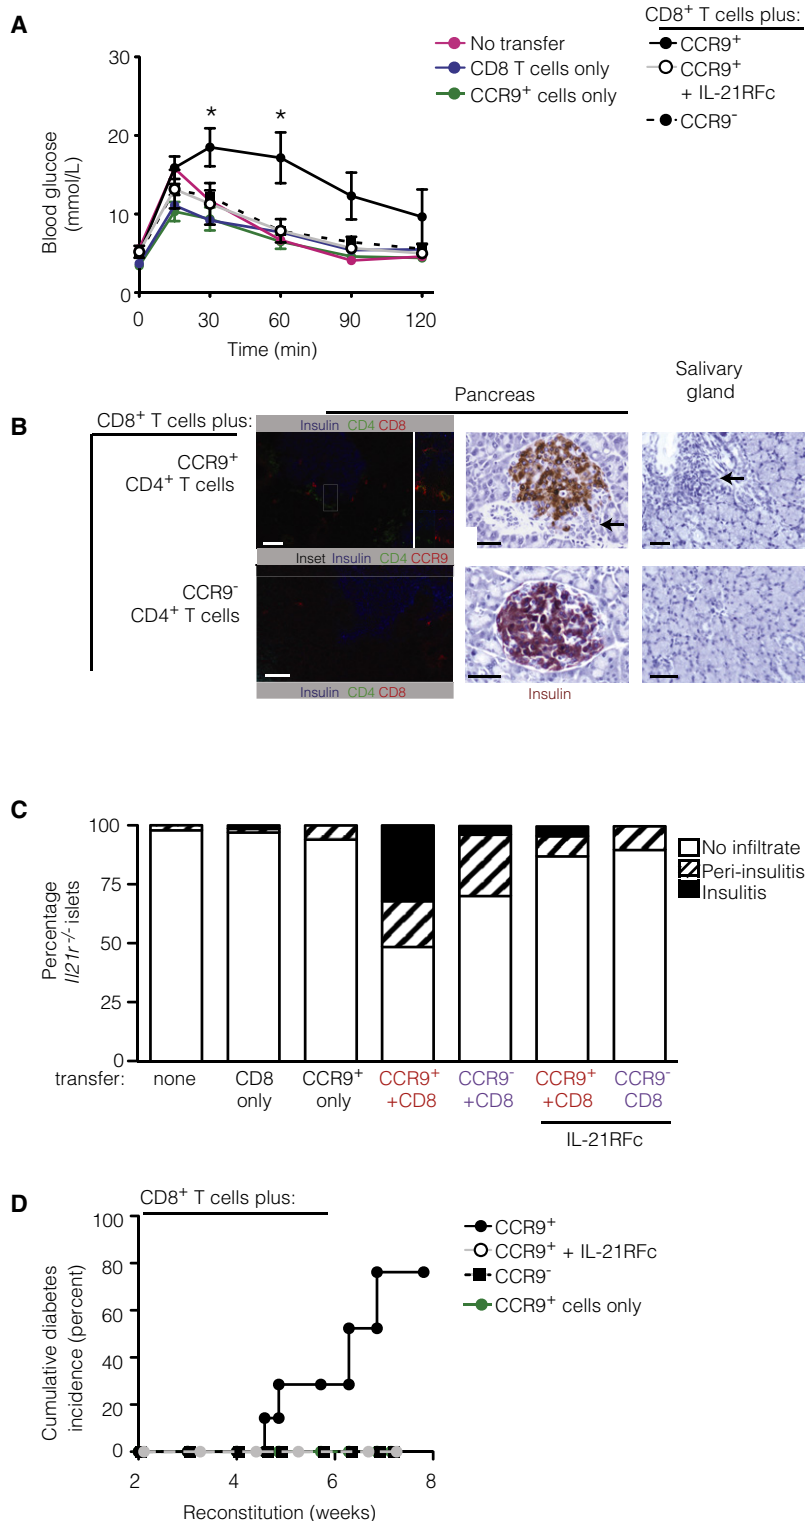 A
Blood glucose
(mmol/L)
30
20
10
0
*
*
0
30
60
90
120
Time (min)
No transfer
CD8 T cells only
CCR9⁺ cells only
CD8⁺ T cells plus:
CCR9⁺
CCR9⁺
+ IL-21RFc
CCR9⁻
B
CD8⁺ T cells plus:
Pancreas
Salivary
gland
Insulin CD4 CD8
CCR9⁺
CD4⁺ T cells
Inset Insulin CD4 CCR9
CCR9⁻
CD4⁺ T cells
Insulin CD4 CD8
Insulin
C
Percentage
Il21r⁻/⁻ islets
100
75
50
25
0
No infiltrate
Peri-insulitis
Insulitis
transfer:
none
CD8
only
CCR9⁺
only
CCR9⁺
+CD8
CCR9⁻
+CD8
CCR9⁺
+CD8
CCR9⁻
CD8
IL-21RFc
D
CD8⁺ T cells plus:
Cumulative diabetes
incidence (percent)
100
80
60
40
20
0
2
4
6
8
Reconstitution (weeks)
CCR9⁺
CCR9⁺ + IL-21RFc
CCR9⁻
CCR9⁺ cells only